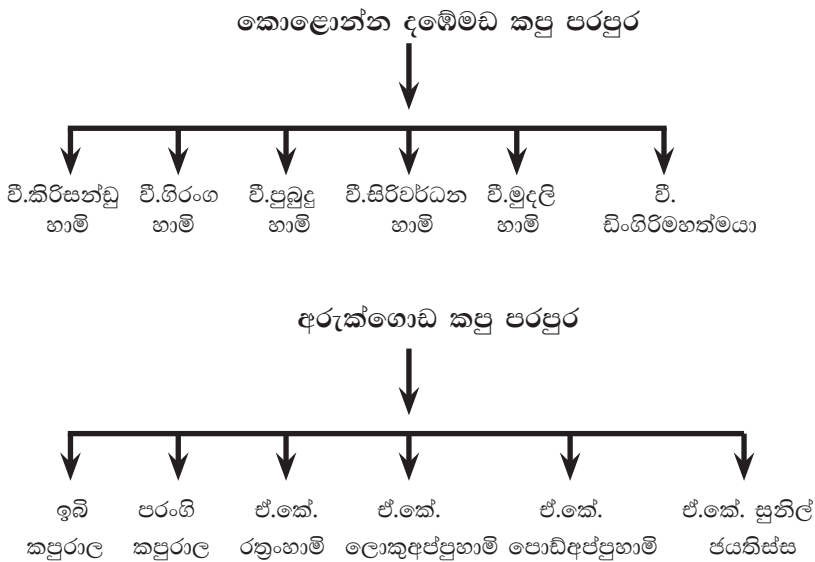 කොළොන්න දඹේමඩ කපු පරපුර
වී.කිරිසන්ඩු වී.ගිරංග වී.පුබුදු වී.සිරිවර්ධන වී.මුදලි වී.
හාමි හාමි හාමි හාමි හාමි ඩිංගිරිමහත්මයා
අරුක්ගොඩ කපු පරපුර
ඉබි පරංගි ඒ.කේ. ඒ.කේ. ඒ.කේ. ඒ.කේ. සුනිල්
කපුරාල කපුරාල රත්‍රංහාමි ලොකුඅප්පුහාමි පොඩ්අප්පුහාමි ජයතිස්ස